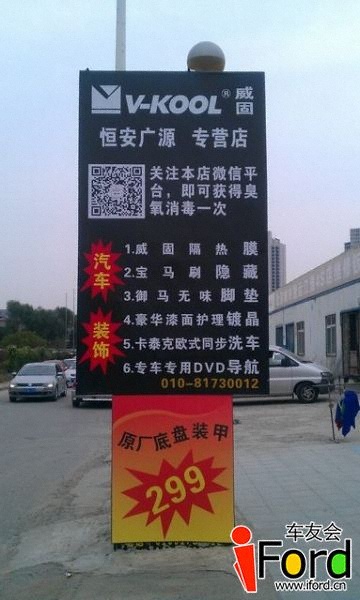 V-KOOL® 威固
恒安广源 专营店
关注本店微信平
台，即可获得臭
氧消毒一次
汽车装饰
1.威固隔热膜
2.宝马刷隐藏
3.御马无味脚垫
4.豪华漆面护理镀晶
5.卡泰克欧式同步洗车
6.专车专用DVD导航
010-81730012
原厂底盘装甲
299
车友会
iFord
www.iford.cn